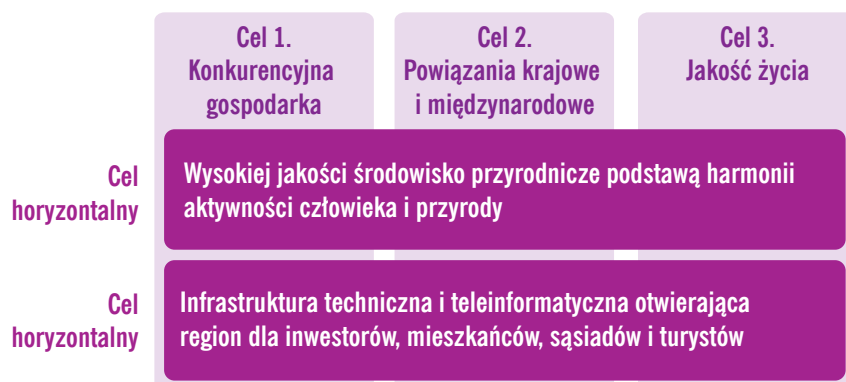 Cel 1.
Konkurencyjna
gospodarka
Cel 2.
Powiązania krajowe
i międzynarodowe
Cel 3.
Jakość życia
Cel
horyzontalny
Wysokiej jakości środowisko przyrodnicze podstawą harmonii
aktywności człowieka i przyrody
Cel
horyzontalny
Infrastruktura techniczna i teleinformatyczna otwierająca
region dla inwestorów, mieszkańców, sąsiadów i turystów